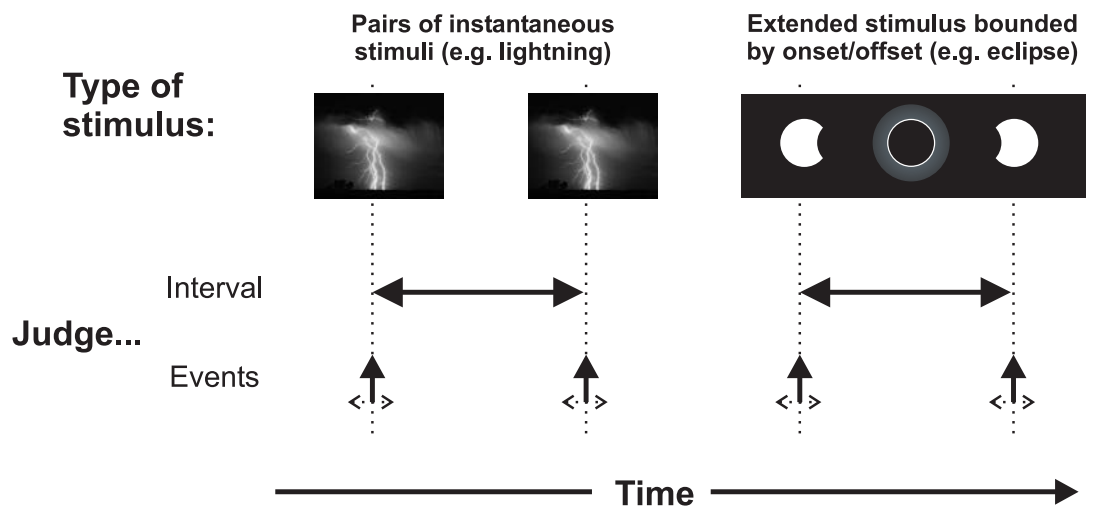 Pairs of instantaneous
stimuli (e.g. lightning)
Extended stimulus bounded
by onset/offset (e.g. eclipse)
Type of
stimulus:
Interval
Judge...
Events
Time